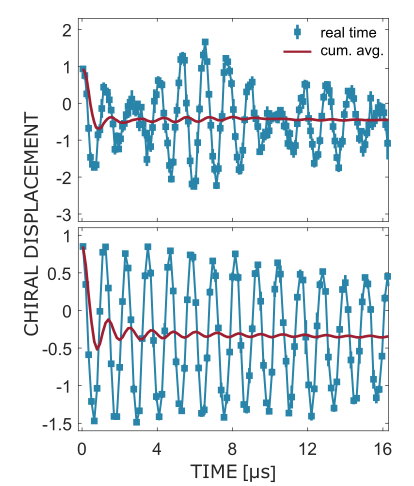 real time
cum. avg.
2
1
0
-1
-2
-3
CHIRAL DISPLACEMENT
1
0.5
0
-0.5
-1
-1.5
0 4 8 12 16
TIME [μs]